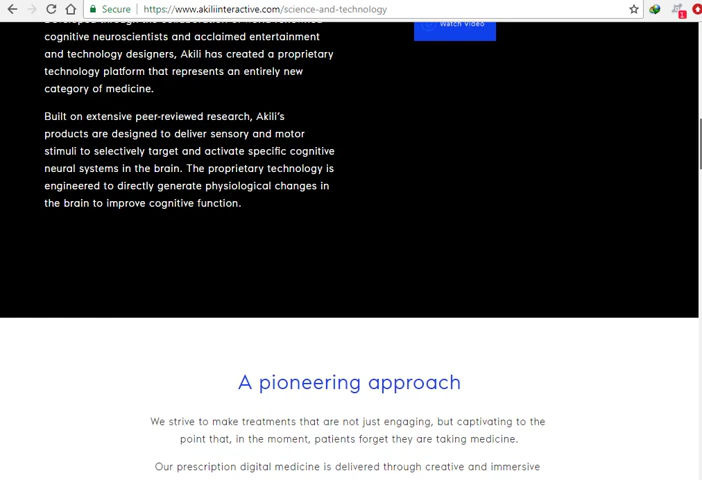 Secure | https://www.akiliinteractive.com/science-and-technology
1
cognitive neuroscientists and acclaimed entertainment
and technology designers, Akili has created a proprietary
technology platform that represents an entirely new
category of medicine.
Watch Video
Built on extensive peer-reviewed research, Akili's
products are designed to deliver sensory and motor
stimuli to selectively target and activate specific cognitive
neural systems in the brain. The proprietary technology is
engineered to directly generate physiological changes in
the brain to improve cognitive function.
A pioneering approach
We strive to make treatments that are not just engaging, but captivating to the
point that, in the moment, patients forget they are taking medicine.
Our prescription digital medicine is delivered through creative and immersive